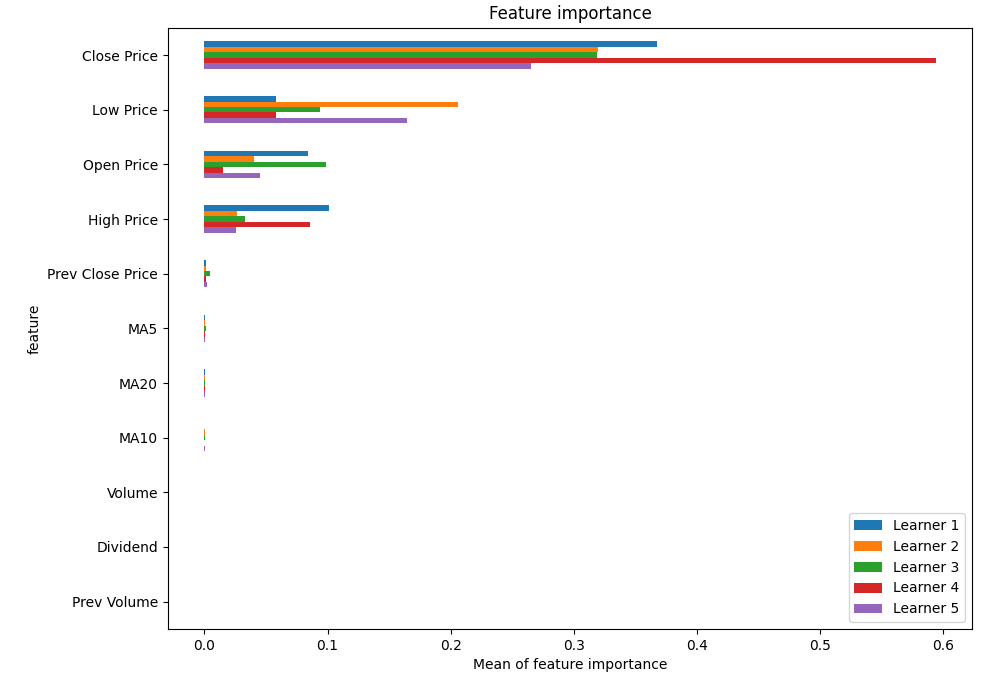 Feature importance
Close Price
Low Price
Open Price
High Price
Prev Close Price
MA5
MA20
MA10
Volume
Dividend
Prev Volume
feature
0.0 0.1 0.2 0.3 0.4 0.5 0.6
Mean of feature importance
Learner 1
Learner 2
Learner 3
Learner 4
Learner 5